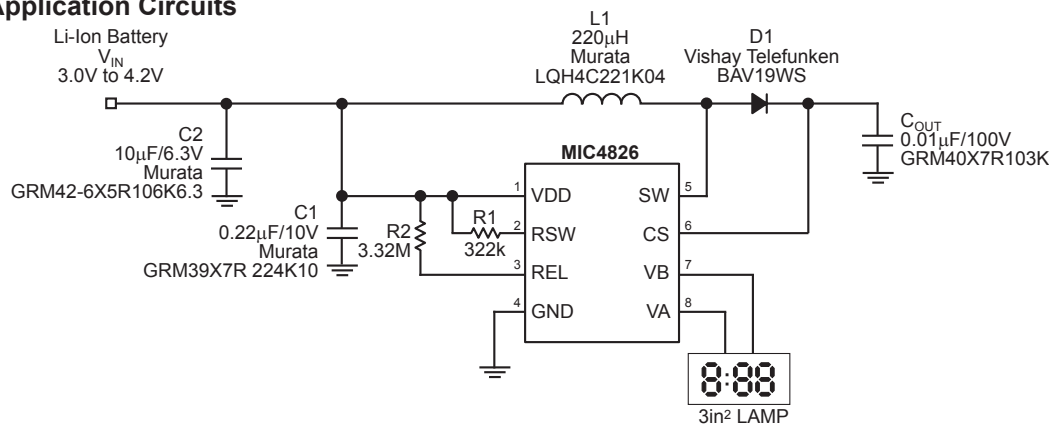 Application Circuits
Li-Ion Battery
VIN
3.0V to 4.2V
L1
220μH
Murata
LQH4C221K04
D1
Vishay Telefunken
BAV19WS
C2
10μF/6.3V
Murata
GRM42-6X5R106K6.3
COUT
0.01μF/100V
GRM40X7R103K
C1
0.22μF/10V
Murata
GRM39X7R 224K10
R2
3.32M
R1
322k
MIC4826
1 VDD SW 5
2 RSW CS 6
3 REL VB 7
4 GND VA 8
8:88
3in² LAMP